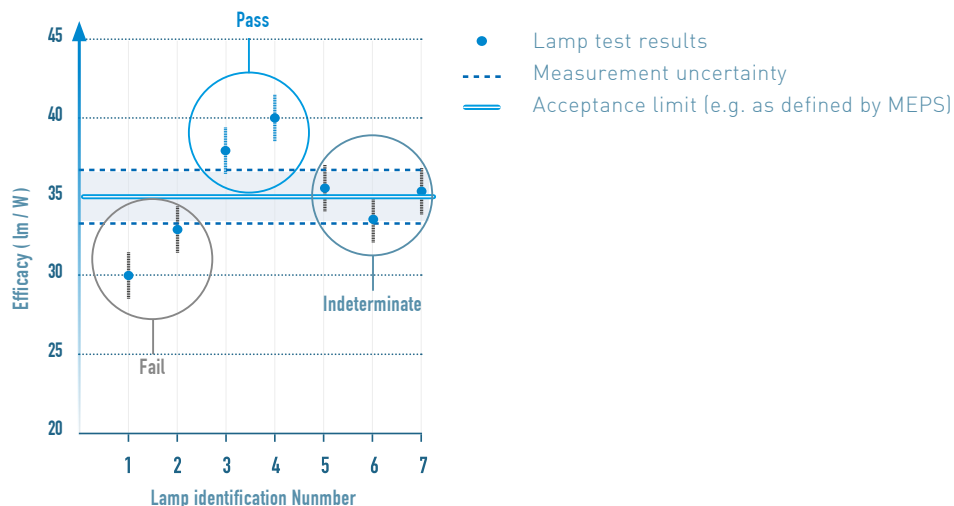 Pass
45
40
35
30
25
20
Efficacy ( lm / W )
Indeterminate
Fail
1 2 3 4 5 6 7
Lamp identification Nunmber
Lamp test results
Measurement uncertainty
Acceptance limit (e.g. as defined by MEPS)